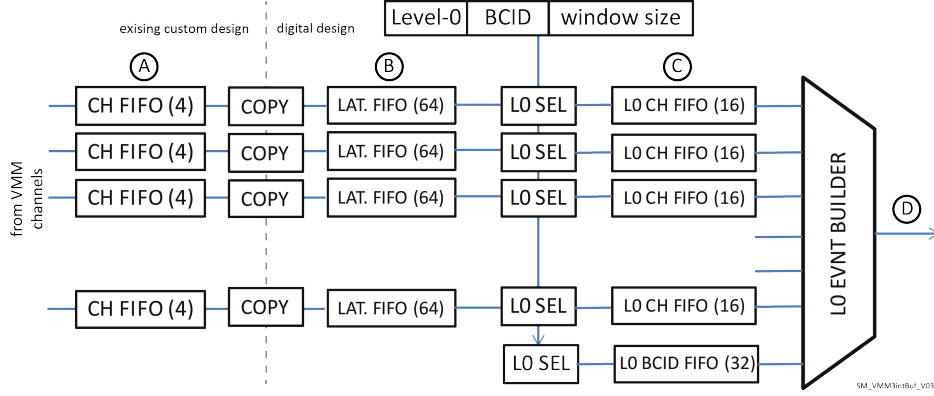 Level-0 BCID window size
exising custom design digital design
A B C
CH FIFO (4) COPY LAT. FIFO (64) L0 SEL L0 CH FIFO (16)
CH FIFO (4) COPY LAT. FIFO (64) L0 SEL L0 CH FIFO (16)
CH FIFO (4) COPY LAT. FIFO (64) L0 SEL L0 CH FIFO (16)
from VMM
channels
L0 EVNT BUILDER
D
CH FIFO (4) COPY LAT. FIFO (64) L0 SEL L0 CH FIFO (16)
L0 SEL L0 BCID FIFO (32)
SM_VMM3intBuf_V03